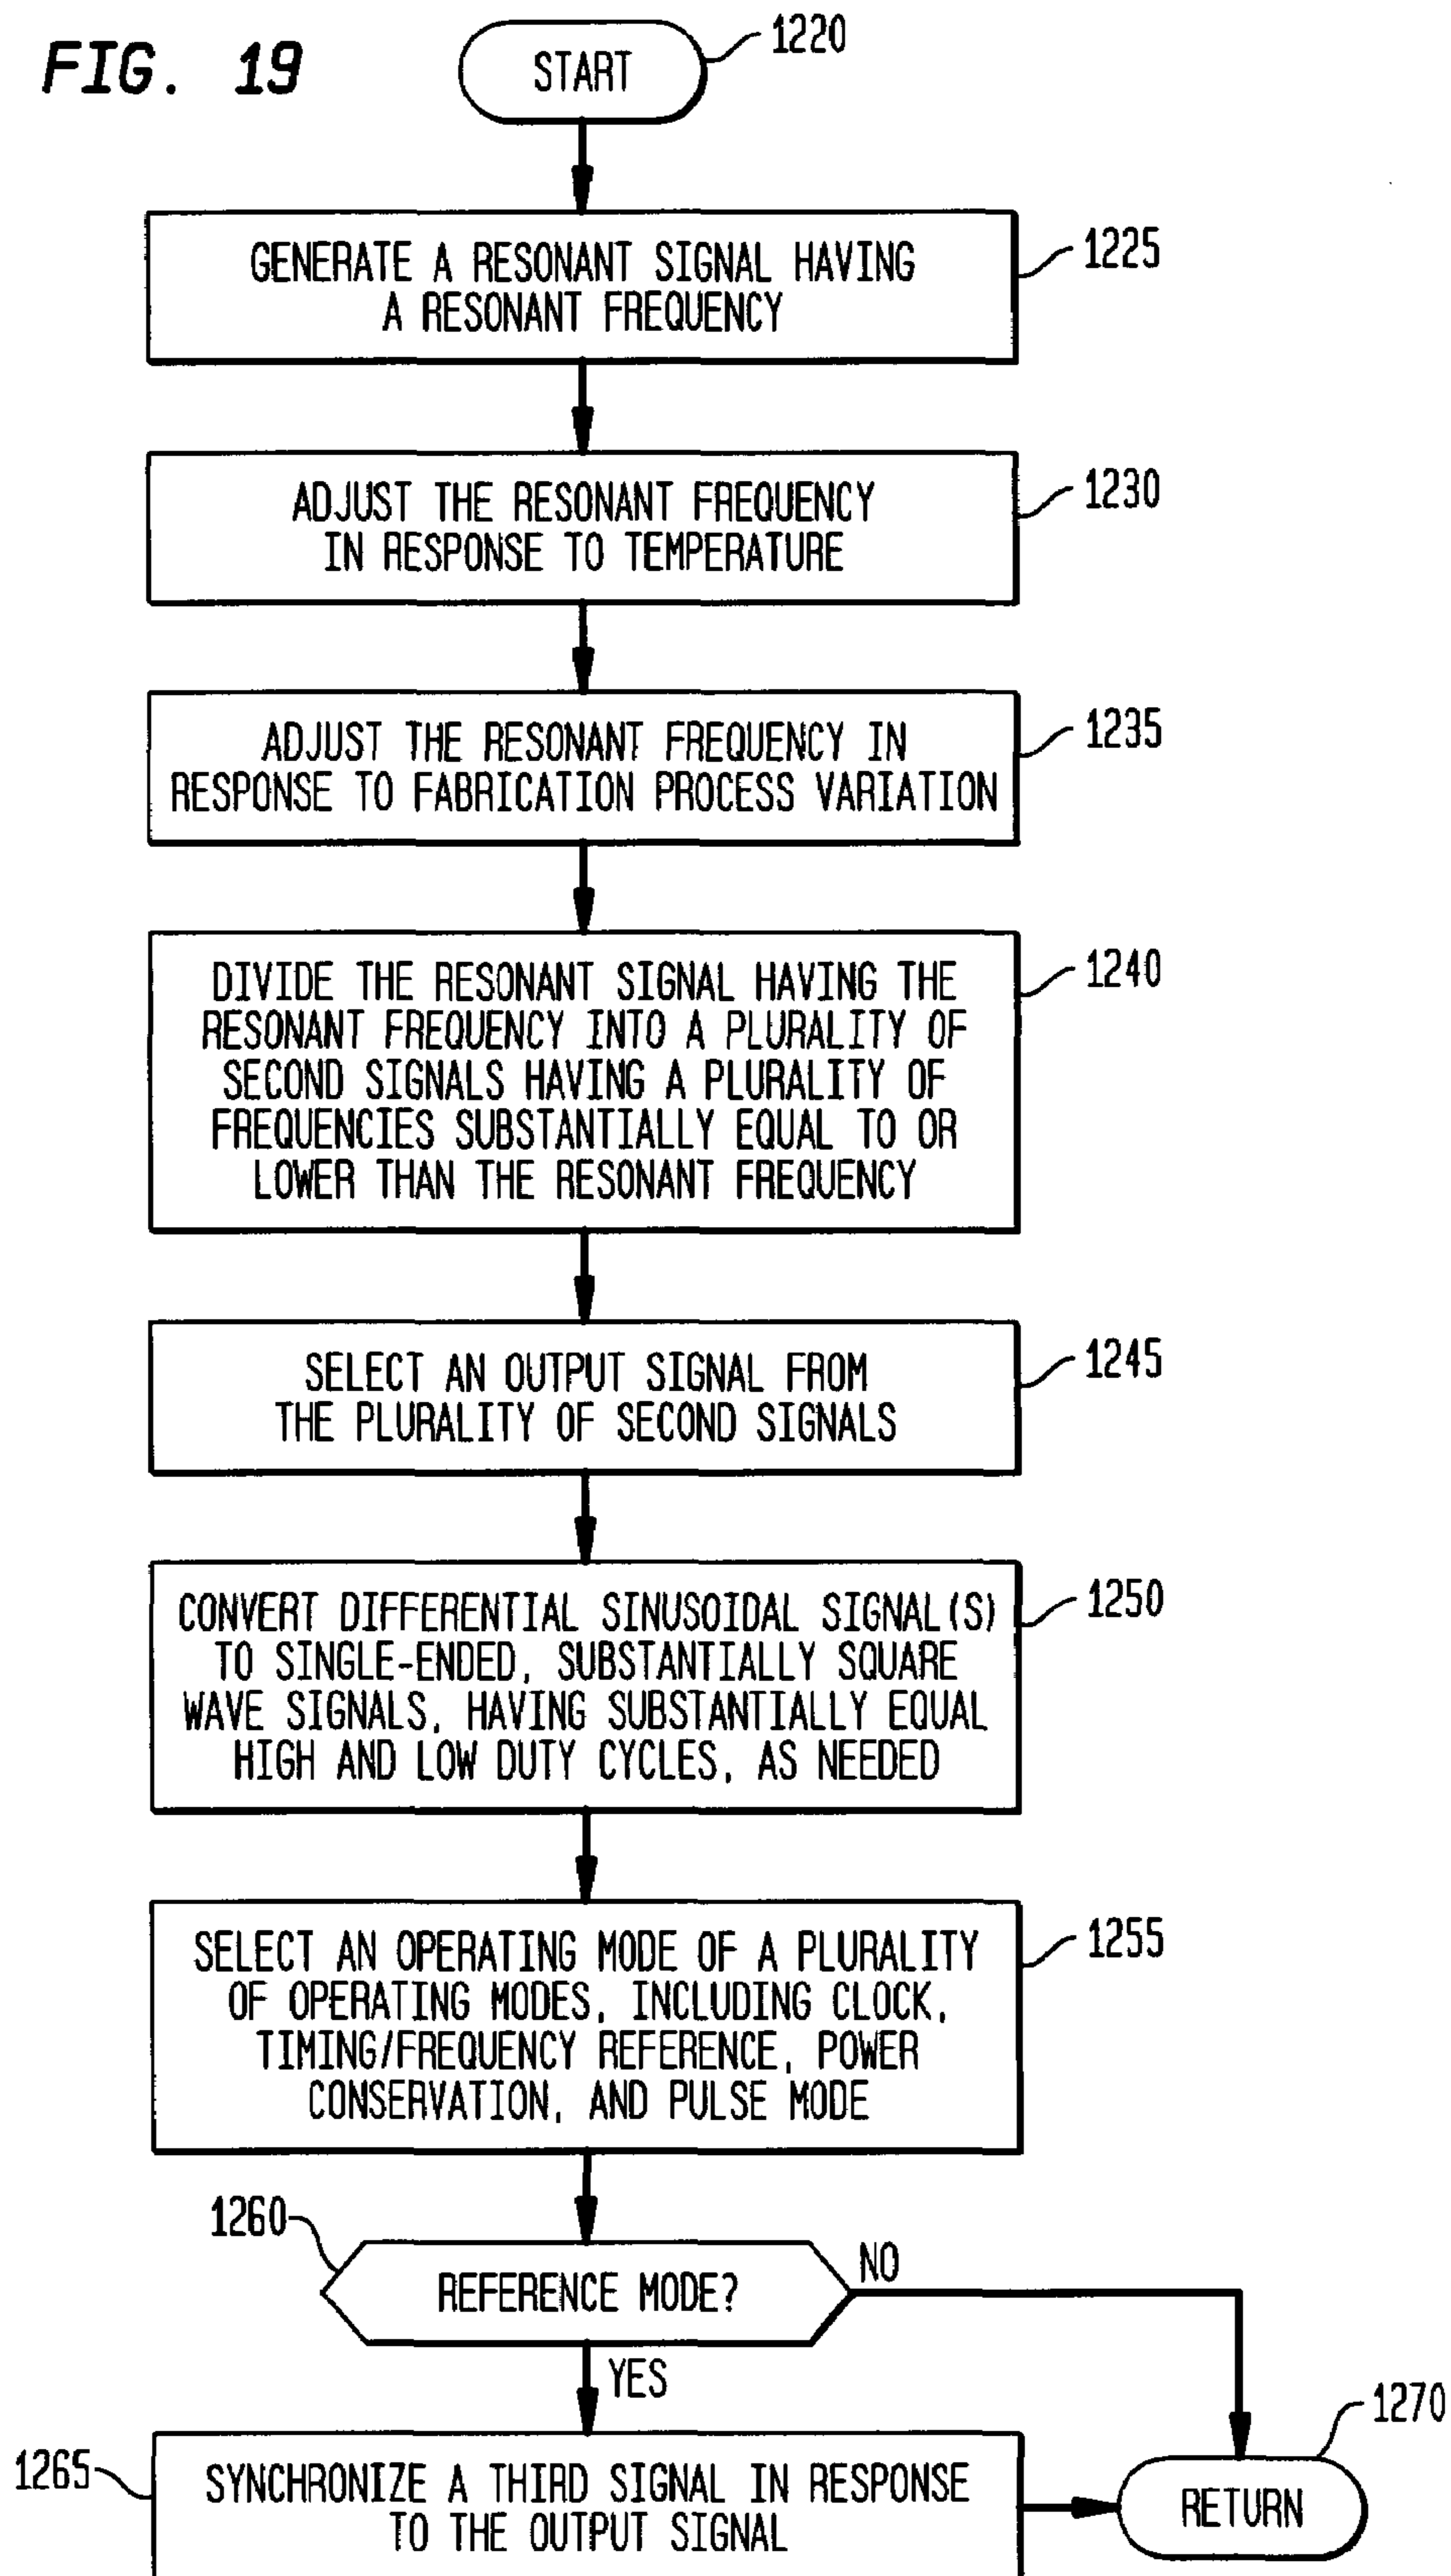 FIG. 19
START
1220
GENERATE A RESONANT SIGNAL HAVING
A RESONANT FREQUENCY
1225
ADJUST THE RESONANT FREQUENCY
IN RESPONSE TO TEMPERATURE
1230
ADJUST THE RESONANT FREQUENCY IN
RESPONSE TO FABRICATION PROCESS VARIATION
1235
DIVIDE THE RESONANT SIGNAL HAVING THE
RESONANT FREQUENCY INTO A PLURALITY OF
SECOND SIGNALS HAVING A PLURALITY OF
FREQUENCIES SUBSTANTIALLY EQUAL TO OR
LOWER THAN THE RESONANT FREQUENCY
1240
SELECT AN OUTPUT SIGNAL FROM
THE PLURALITY OF SECOND SIGNALS
1245
CONVERT DIFFERENTIAL SINUSOIDAL SIGNAL(S)
TO SINGLE-ENDED, SUBSTANTIALLY SQUARE
WAVE SIGNALS, HAVING SUBSTANTIALLY EQUAL
HIGH AND LOW DUTY CYCLES, AS NEEDED
1250
SELECT AN OPERATING MODE OF A PLURALITY
OF OPERATING MODES, INCLUDING CLOCK,
TIMING/FREQUENCY REFERENCE, POWER
CONSERVATION, AND PULSE MODE
1255
1260
REFERENCE MODE?
NO
YES
1265
SYNCHRONIZE A THIRD SIGNAL IN RESPONSE
TO THE OUTPUT SIGNAL
1270
RETURN